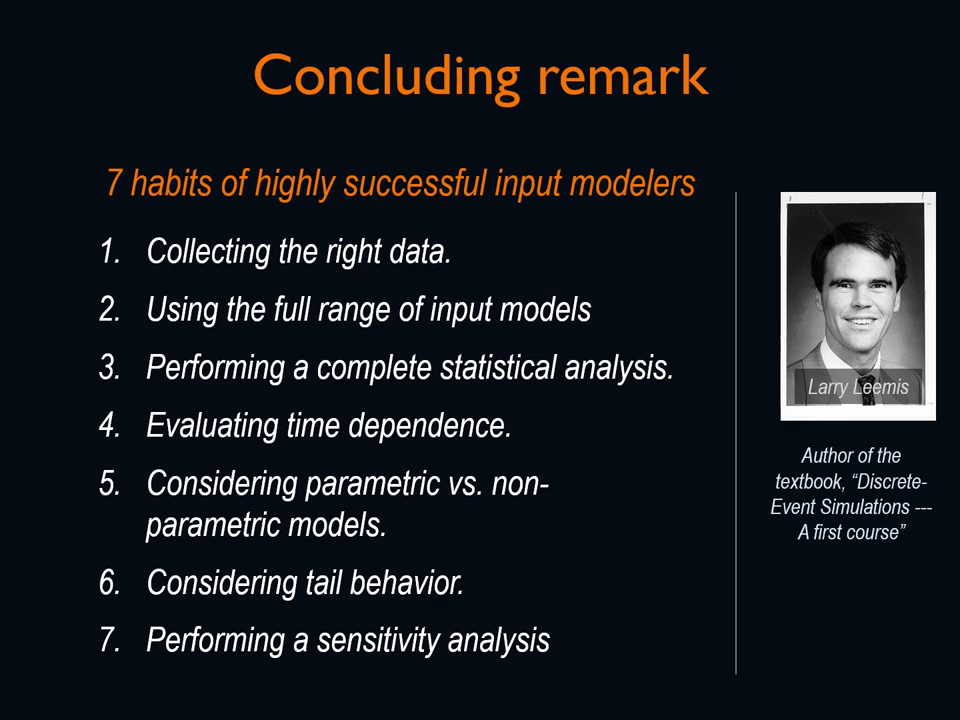 Concluding remark
7 habits of highly successful input modelers
1. Collecting the right data.
2. Using the full range of input models
3. Performing a complete statistical analysis.
4. Evaluating time dependence.
5. Considering parametric vs. non-
parametric models.
6. Considering tail behavior.
7. Performing a sensitivity analysis
Larry Leemis
Author of the
textbook, “Discrete-
Event Simulations ---
A first course”